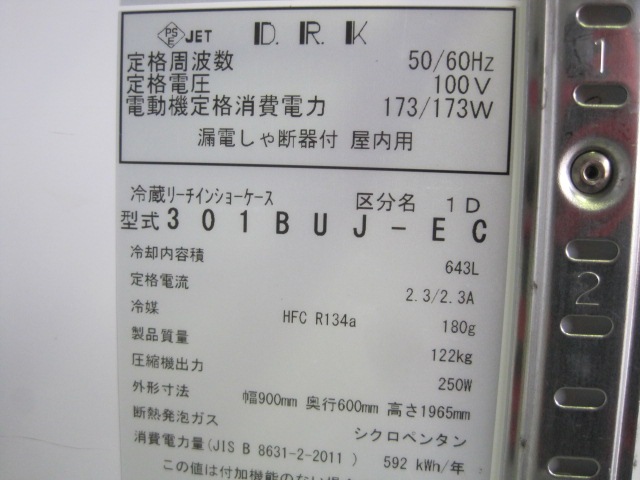 PS E JET D. R. K
定格周波数 50/60Hz
定格電圧 100V
電動機定格消費電力 173/173W
漏電しゃ断器付 屋内用
冷蔵リーチインショーケース 区分名 1D
型式 301BUJ-EC
冷却内容積 643L
定格電流 2.3/2.3A
冷媒 HFC R134a 180g
製品質量 122kg
圧縮機出力 250W
外形寸法 幅900mm 奥行600mm 高さ1965mm
断熱発泡ガス シクロペンタン
消費電力量(JIS B 8631-2-2011 ) 592 kWh/年
この値は付加機能のない場合
1
2